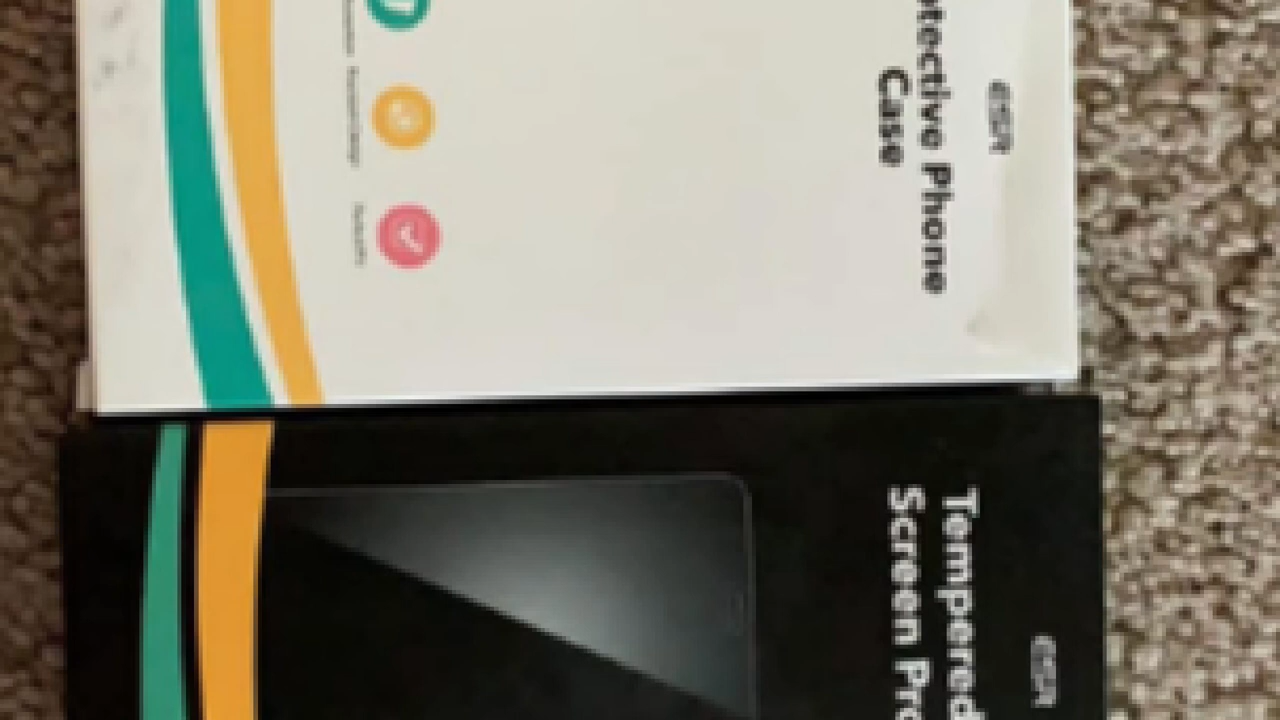 ESR
otective Phone
Case
ESR
Tempered
Screen Pro